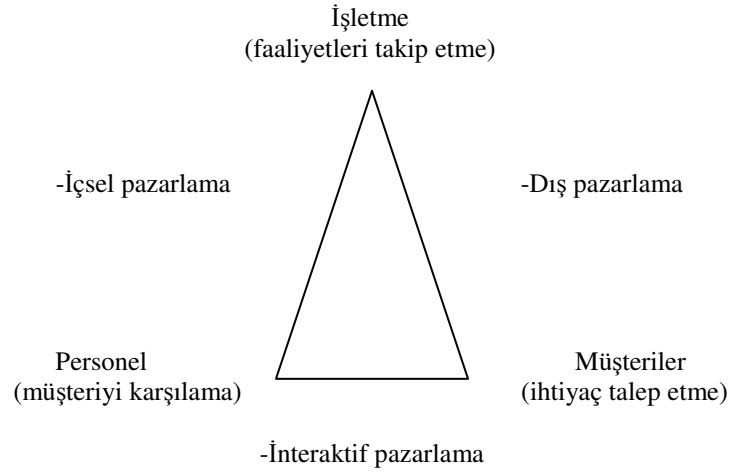 İşletme
(faaliyetleri takip etme)
-İçsel pazarlama
-Dış pazarlama
Personel
(müşteriyi karşılama)
Müşteriler
(ihtiyaç talep etme)
-İnteraktif pazarlama